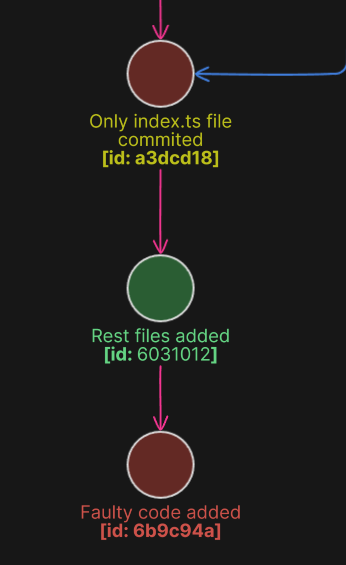 Only index.ts file
commited
[id: a3dcd18]
Rest files added
[id: 6031012]
Faulty code added
[id: 6b9c94a]